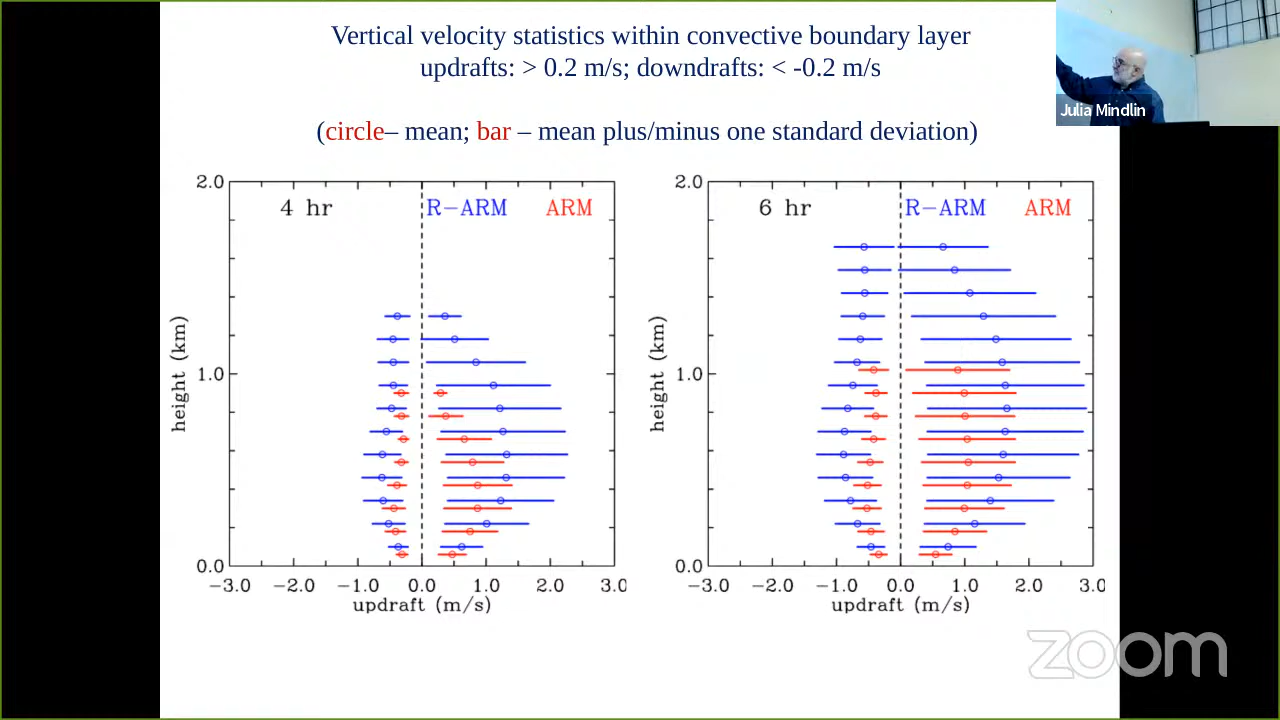 Vertical velocity statistics within convective boundary layer
updrafts: > 0.2 m/s; downdrafts: < -0.2 m/s
Julia Mindlin
(circle– mean; bar – mean plus/minus one standard deviation)
2.0
4 hr
R-ARM
ARM
height (km)
1.0
0.0
-3.0 -2.0 -1.0 0.0 1.0 2.0 3.0
updraft (m/s)
2.0
6 hr
R-ARM
ARM
height (km)
1.0
0.0
-3.0 -2.0 -1.0 0.0 1.0 2.0 3.0
updraft (m/s)
zoom